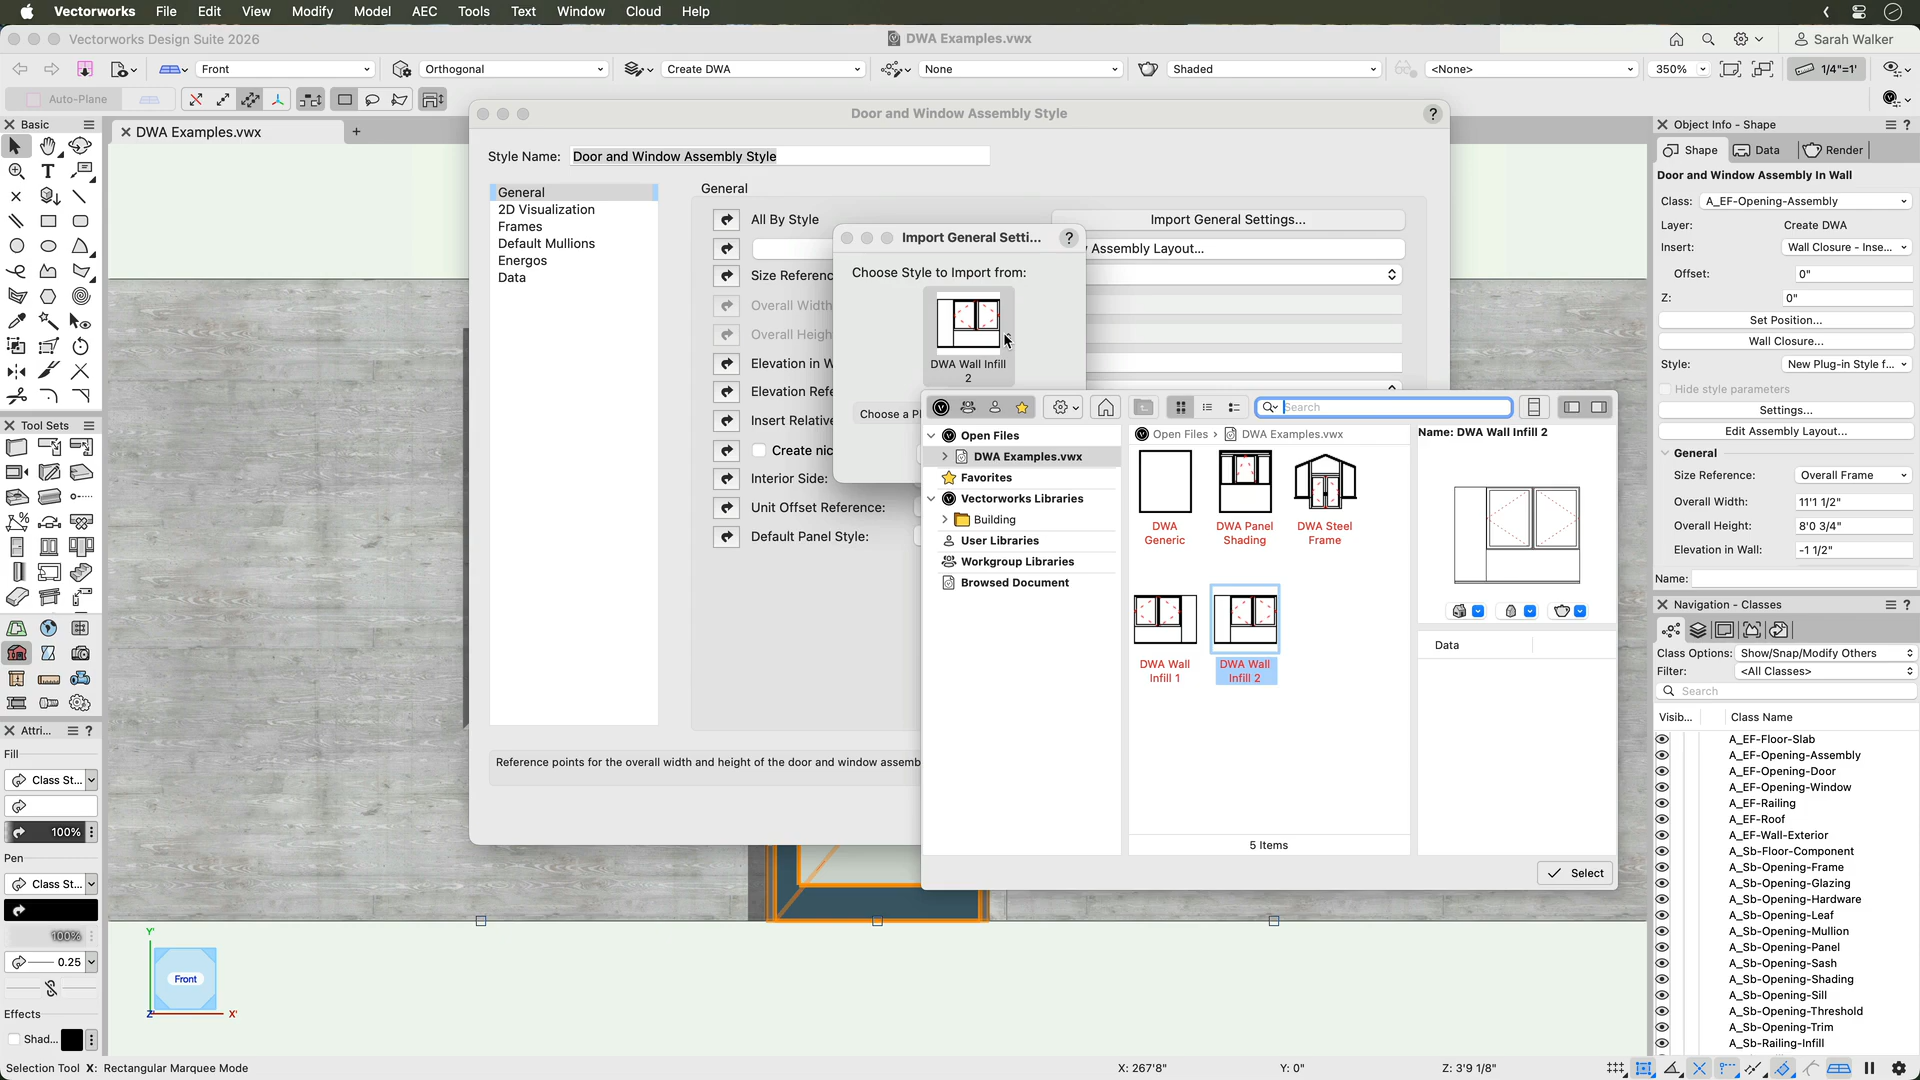 Vectorworks File Edit View Modify Model AEC Tools Text Window Cloud Help
Vectorworks Design Suite 2026
DWA Examples.vwx
Sarah Walker
Front
Orthogonal
Create DWA
None
Shaded
<None>
350%
1/4"=1'
Auto-Plane
Basic
DWA Examples.vwx
Tool Sets
Attri...
Fill
Class St...
100%
Pen
Class St...
100%
0.25
Effects
Shad...
Door and Window Assembly Style
Style Name: Door and Window Assembly Style
General
2D Visualization
Frames
Default Mullions
Energos
Data
General
All By Style
Import General Settings...
Assembly Layout...
Size Referenc
Overall Width
Overall Heigh
Elevation in W
Elevation Refe
Insert Relative
Create nic
Interior Side:
Unit Offset Reference:
Default Panel Style:
Reference points for the overall width and height of the door and window assemb
Import General Setti...
Choose Style to Import from:
DWA Wall Infill
2
Choose a Pl
Search
Open Files
DWA Examples.vwx
Favorites
Vectorworks Libraries
Building
User Libraries
Workgroup Libraries
Browsed Document
Open Files › DWA Examples.vwx
DWA
Generic
DWA Panel
Shading
DWA Steel
Frame
DWA Wall
Infill 1
DWA Wall
Infill 2
5 Items
Name: DWA Wall Infill 2
Data
Select
Object Info - Shape
Shape
Data
Render
Door and Window Assembly In Wall
Class: A_EF-Opening-Assembly
Layer: Create DWA
Insert: Wall Closure - Inse...
Offset: 0"
Z: 0"
Set Position...
Wall Closure...
Style: New Plug-in Style f...
Hide style parameters
Settings...
Edit Assembly Layout...
General
Size Reference: Overall Frame
Overall Width: 11'1 1/2"
Overall Height: 8'0 3/4"
Elevation in Wall: -1 1/2"
Name:
Navigation - Classes
Class Options: Show/Snap/Modify Others
Filter: <All Classes>
Search
Visib...
Class Name
A_EF-Floor-Slab
A_EF-Opening-Assembly
A_EF-Opening-Door
A_EF-Opening-Window
A_EF-Railing
A_EF-Roof
A_EF-Wall-Exterior
A_Sb-Floor-Component
A_Sb-Opening-Frame
A_Sb-Opening-Glazing
A_Sb-Opening-Hardware
A_Sb-Opening-Leaf
A_Sb-Opening-Mullion
A_Sb-Opening-Panel
A_Sb-Opening-Sash
A_Sb-Opening-Shading
A_Sb-Opening-Sill
A_Sb-Opening-Threshold
A_Sb-Opening-Trim
A_Sb-Railing-Infill
Y'
Front
Z'
X'
Selection Tool X: Rectangular Marquee Mode
X: 267'8"
Y: 0"
Z: 3'9 1/8"